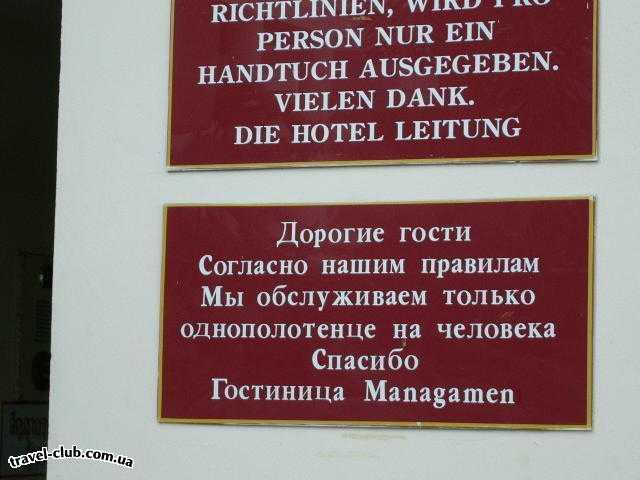 RICHTLINIEN, WIRD PRO
PERSON NUR EIN
HANDTUCH AUSGEGEBEN.
VIELEN DANK.
DIE HOTEL LEITUNG
Дорогие гости
Согласно нашим правилам
Мы обслуживаем только
однополотенце на человека
Спасибо
Гостиница Managamen
travel-club.com.ua